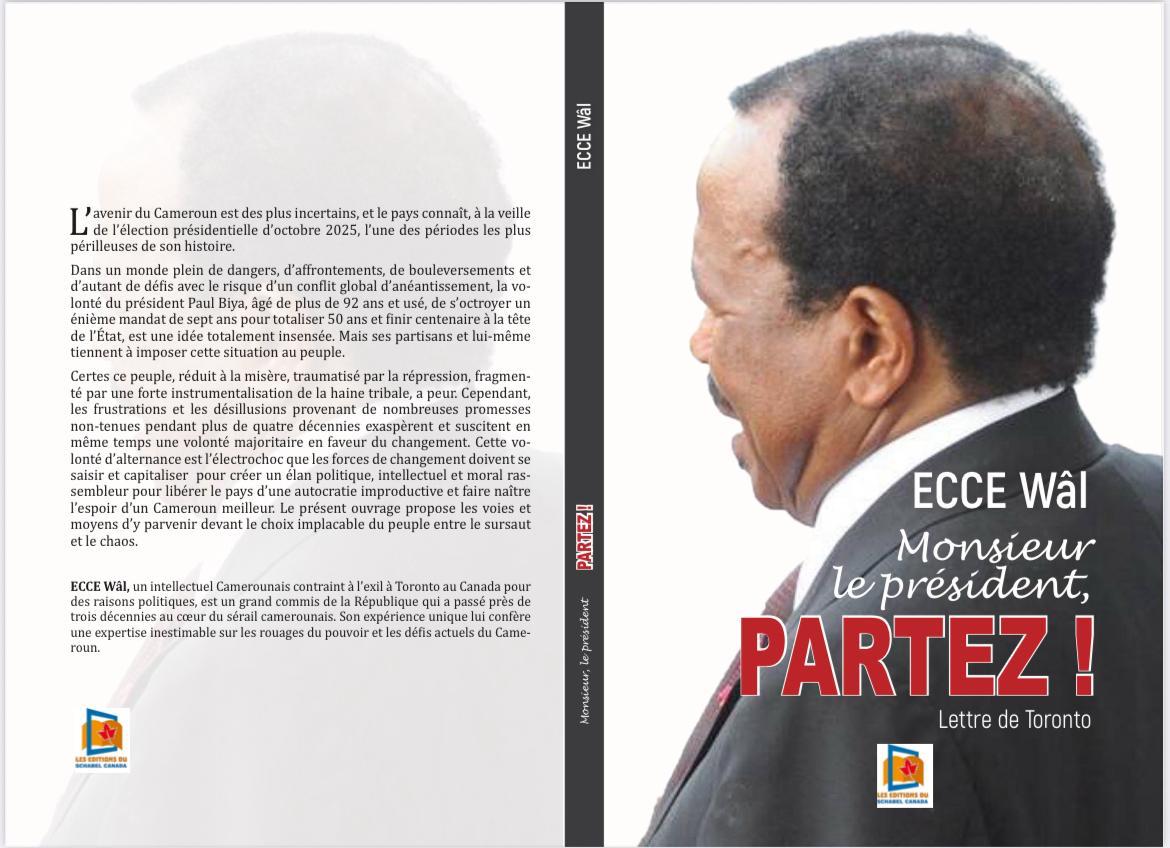 L'avenir du Cameroun est des plus incertains, et le pays connaît, à la veille
de l'élection présidentielle d'octobre 2025, l'une des périodes les plus
périlleuses de son histoire.
Dans un monde plein de dangers, d'affrontements, de bouleversements et
d'autant de défis avec le risque d'un conflit global d'anéantissement, la vo-
lonté du président Paul Biya, âgé de plus de 92 ans et usé, de s'octroyer un
énième mandat de sept ans pour totaliser 50 ans et finir centenaire à la tête
de l'État, est une idée totalement insensée. Mais ses partisans et lui-même
tiennent à imposer cette situation au peuple.
Certes ce peuple, réduit à la misère, traumatisé par la répression, fragmen-
té par une forte instrumentalisation de la haine tribale, a peur. Cependant,
les frustrations et les désillusions provenant de nombreuses promesses
non-tenues pendant plus de quatre décennies exaspèrent et suscitent en
même temps une volonté majoritaire en faveur du changement. Cette vo-
lonté d'alternance est l'électrochoc que les forces de changement doivent se
saisir et capitaliser  pour créer un élan politique, intellectuel et moral ras-
sembleur pour libérer le pays d'une autocratie improductive et faire naître
l'espoir d'un Cameroun meilleur. Le présent ouvrage propose les voies et
moyens d'y parvenir devant le choix implacable du peuple entre le sursaut
et le chaos.
ECCE Wâl, un intellectuel Camerounais contraint à l'exil à Toronto au Canada pour
des raisons politiques, est un grand commis de la République qui a passé près de
trois décennies au cœur du sérail camerounais. Son expérience unique lui confère
une expertise inestimable sur les rouages du pouvoir et les défis actuels du Came-
roun.
LES EDITIONS DU
SCHABEL CANADA
ECCE Wâl
PARTEZ !
Monsieur, le président
ECCE Wâl
Monsieur
le président,
PARTEZ !
Lettre de Toronto
LES EDITIONS DU
SCHABEL CANADA